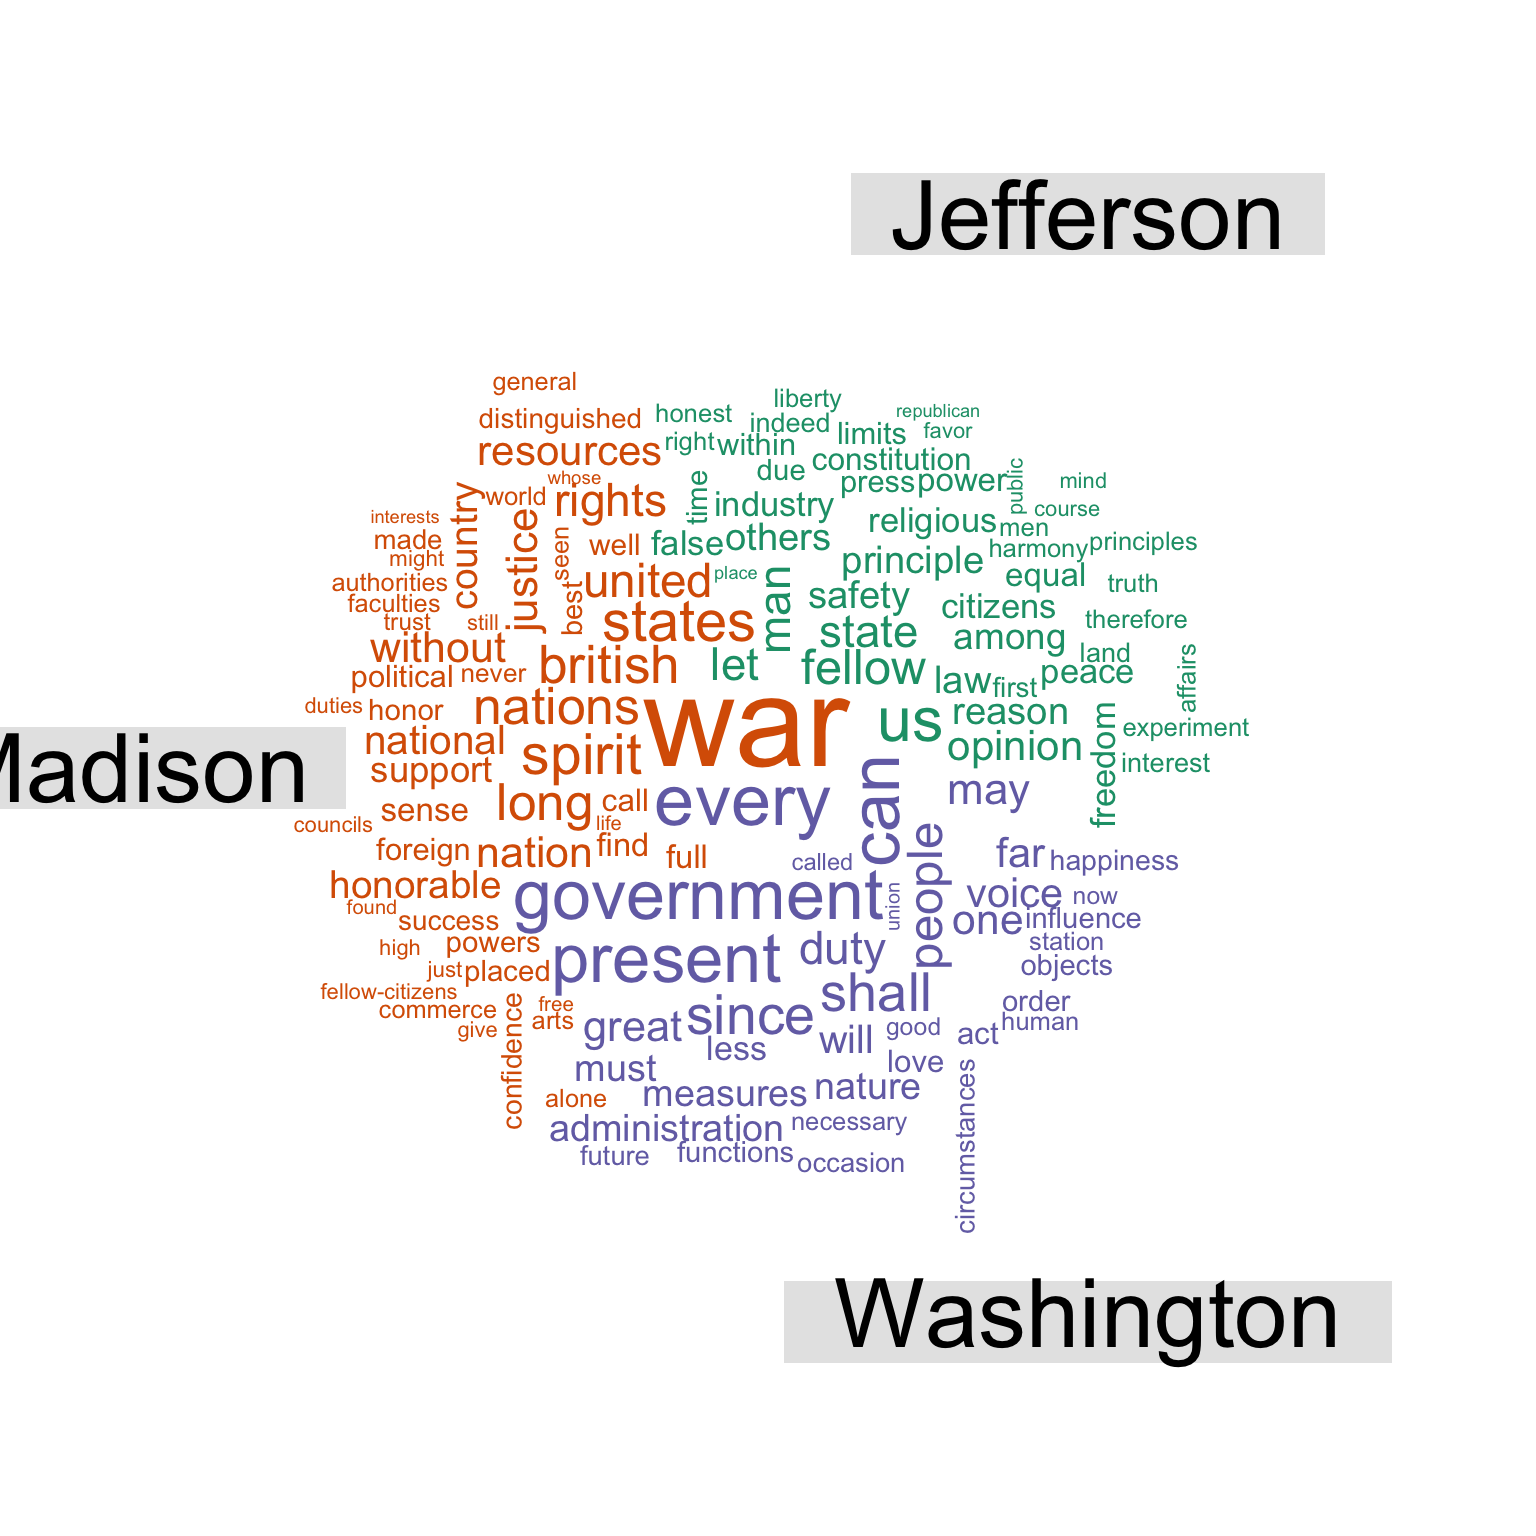 Jefferson
general
liberty
distinguished honest indeed republican
resources right within limits favor
whose due constitution
world rights time industry press power public mind
interests country justice seen religious men course
made well false others harmony principles
might
authorities best united place man principle equal truth
faculties safety citizens therefore
trust still states state among
without british let fellow land
political never law first peace affairs
duties honor nations war us reason freedom experiment
national spirit opinion interest
Madison
support long call every can may
sense life
councils
foreign nation find full called people far happiness
honorable government union voice now
found success one influence
high powers present duty station
just placed objects
fellow-citizens free shall order
commerce confidence arts great since will good act human
give less love
must
alone measures nature circumstances
administration necessary
future functions occasion
Washington